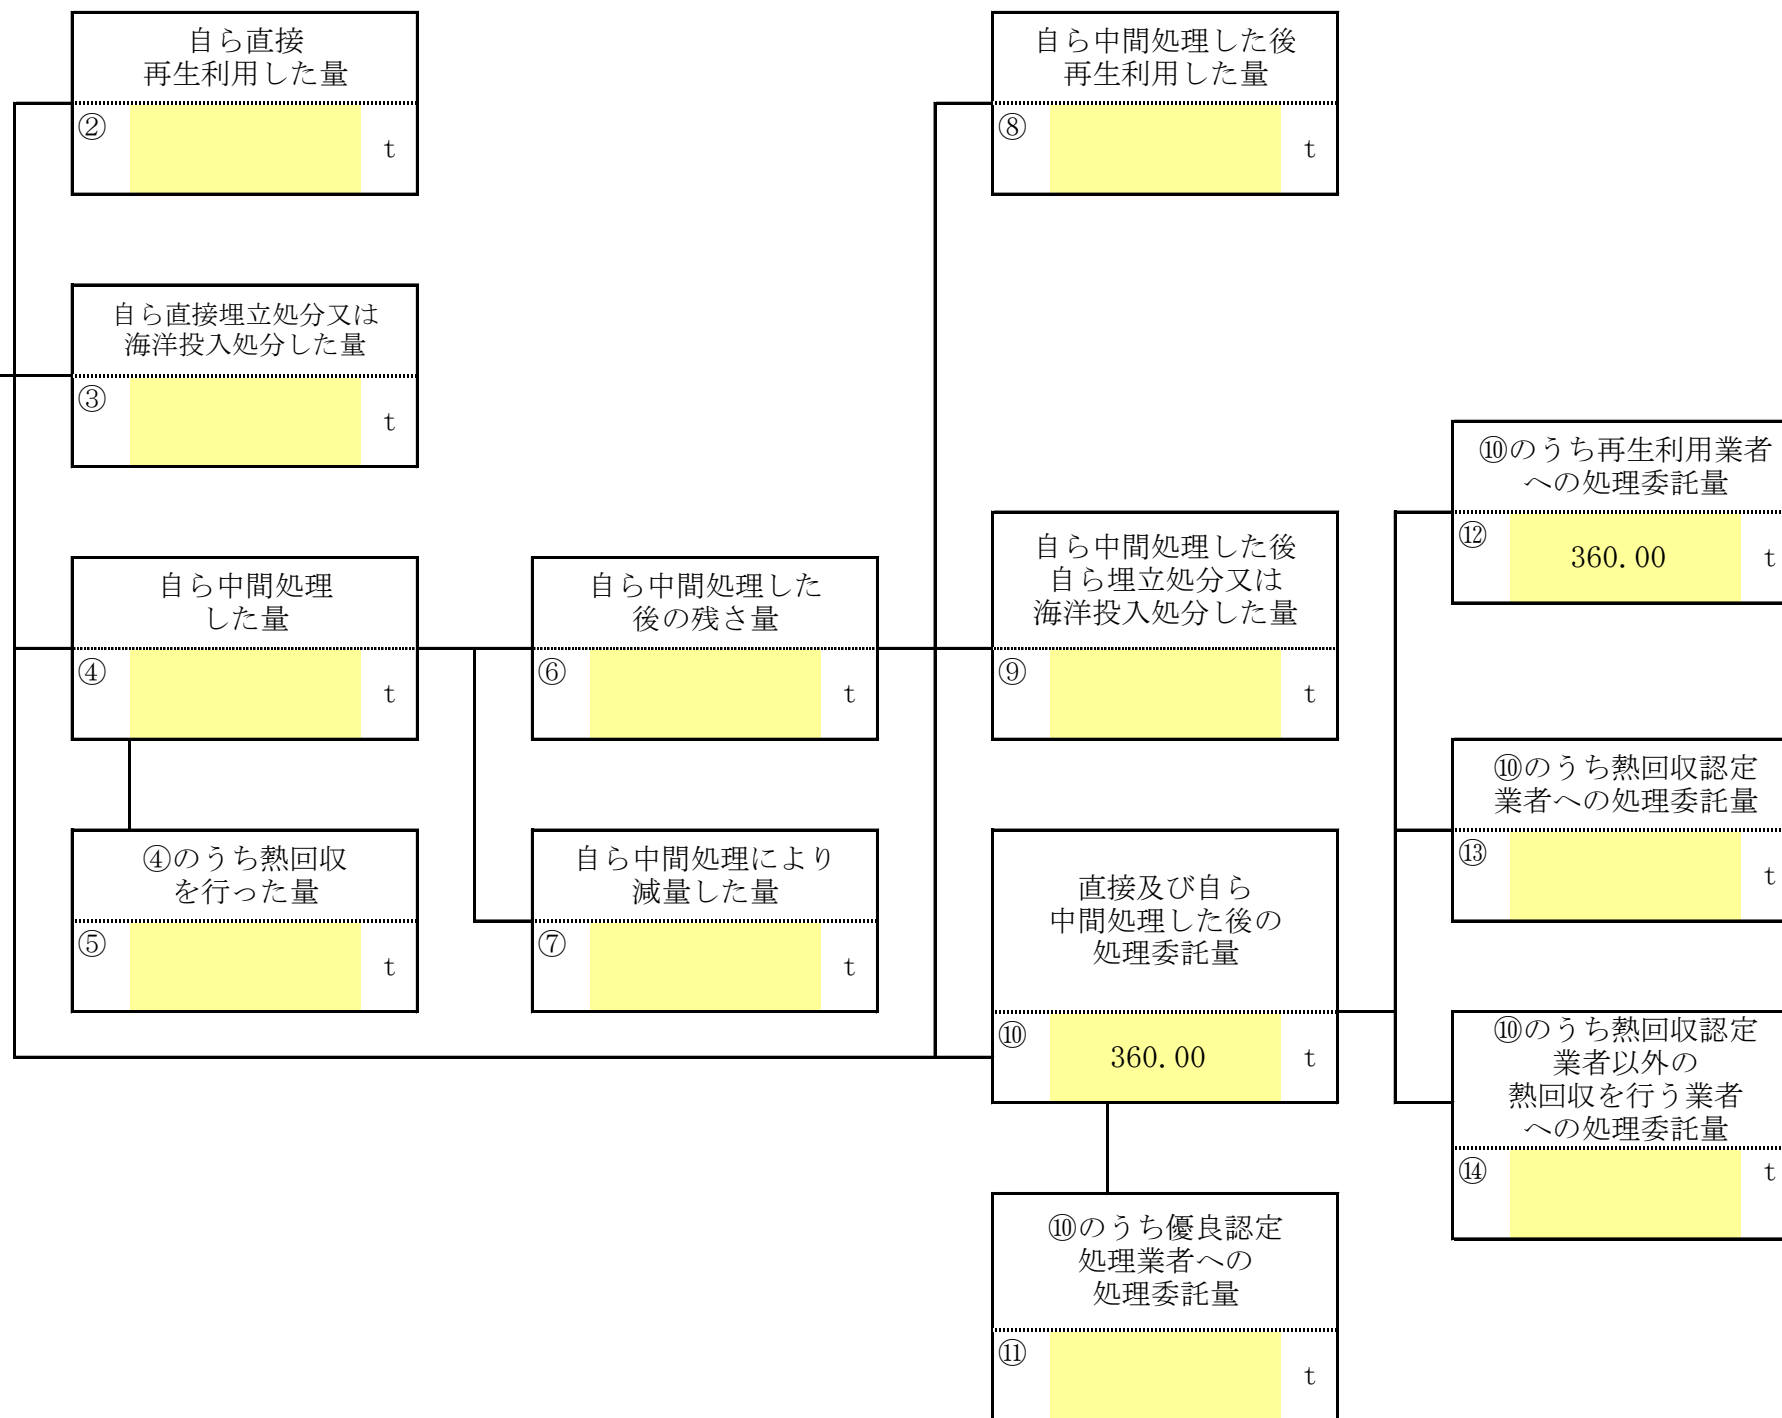 自ら直接
再生利用した量
②
t
自ら中間処理した後
再生利用した量
⑧
t
自ら直接埋立処分又は
海洋投入処分した量
③
t
⑩のうち再生利用業者
への処理委託量
⑫
360.00
t
自ら中間処理
した量
④
t
自ら中間処理した
後の残さ量
⑥
t
自ら中間処理した後
自ら埋立処分又は
海洋投入処分した量
⑨
t
⑩のうち熱回収認定
業者への処理委託量
⑬
t
④のうち熱回収
を行った量
⑤
t
自ら中間処理により
減量した量
⑦
t
直接及び自ら
中間処理した後の
処理委託量
⑩
360.00
t
⑩のうち熱回収認定
業者以外の
熱回収を行う業者
への処理委託量
⑭
t
⑩のうち優良認定
処理業者への
処理委託量
⑪
t